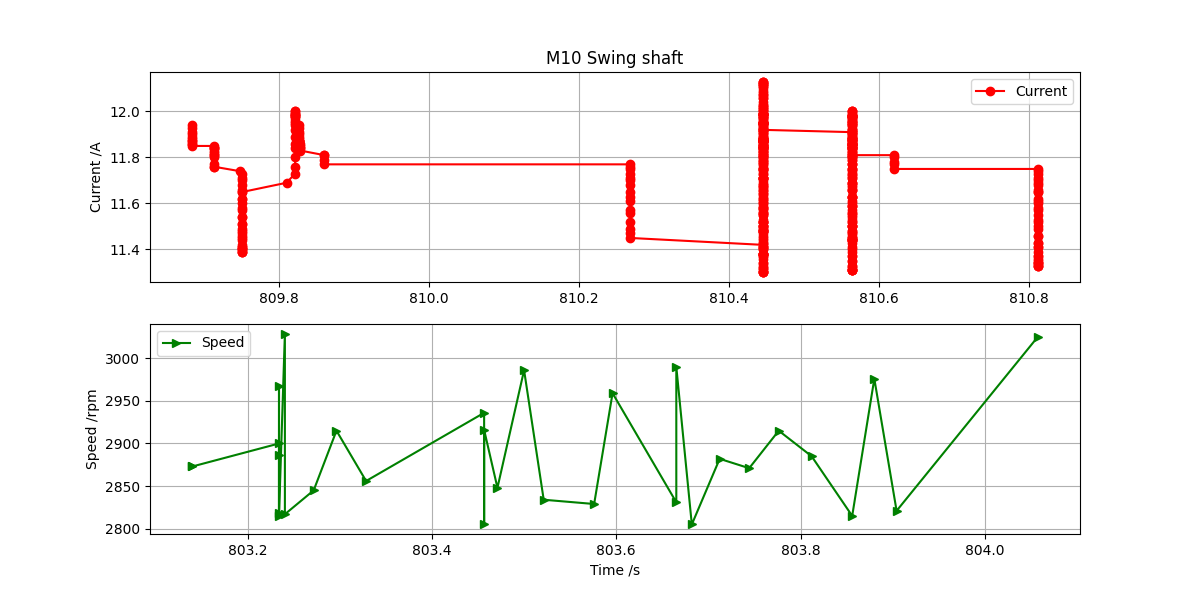 M10 Swing shaft
Current /A
12.0
11.8
11.6
11.4
Current
809.8 810.0 810.2 810.4 810.6 810.8
Speed /rpm
3000
2950
2900
2850
2800
Speed
803.2 803.4 803.6 803.8 804.0
Time /s